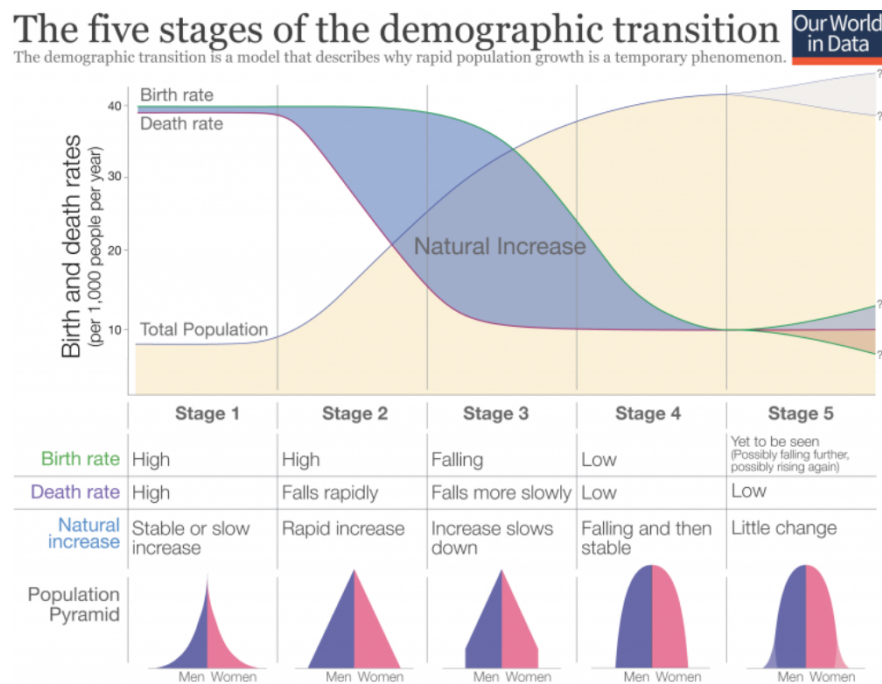 The five stages of the demographic transition
Our World
in Data
The demographic transition is a model that describes why rapid population growth is a temporary phenomenon.
Birth and death rates
(per 1,000 people per year)
40
30
20
10
Birth rate
Death rate
Natural Increase
Total Population
?
?
?
?
Stage 1
Stage 2
Stage 3
Stage 4
Stage 5
Birth rate
High
High
Falling
Low
Yet to be seen
(Possibly falling further,
possibly rising again)
Death rate
High
Falls rapidly
Falls more slowly
Low
Low
Natural
increase
Stable or slow
increase
Rapid increase
Increase slows
down
Falling and then
stable
Little change
Population
Pyramid
Men Women
Men Women
Men Women
Men Women
Men Women